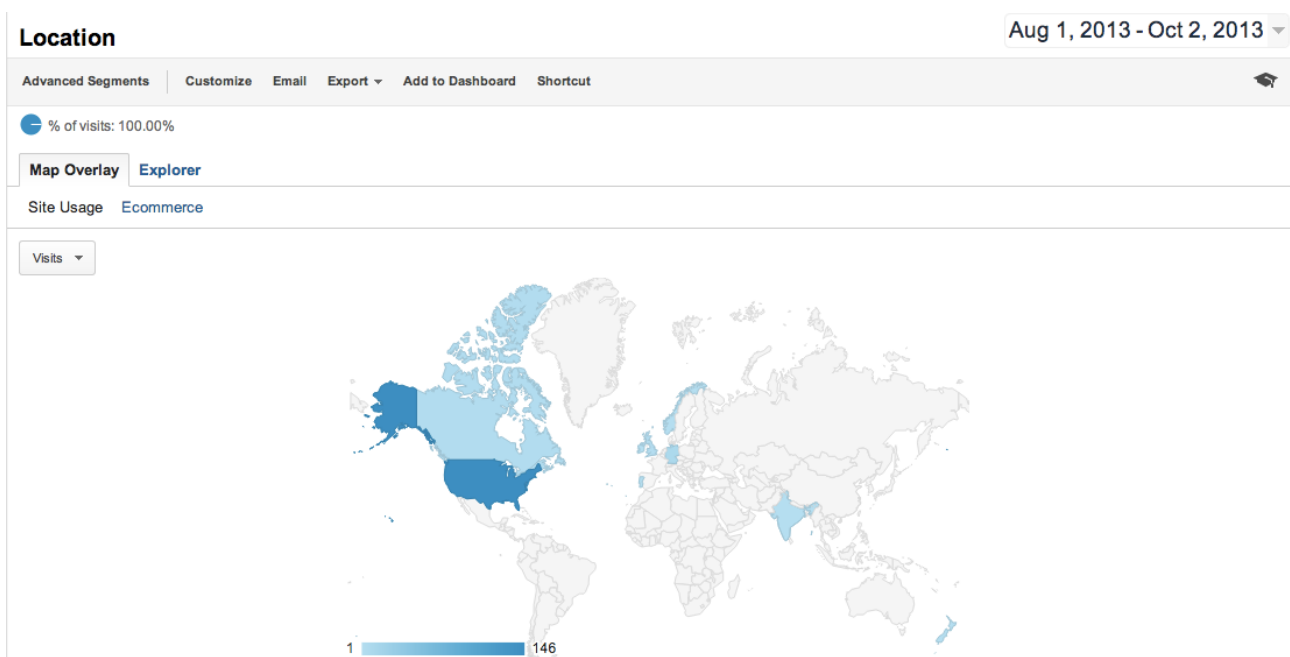 Location
Aug 1, 2013 - Oct 2, 2013
Advanced Segments Customize Email Export Add to Dashboard Shortcut
% of visits: 100.00%
Map Overlay Explorer
Site Usage Ecommerce
Visits
1 146